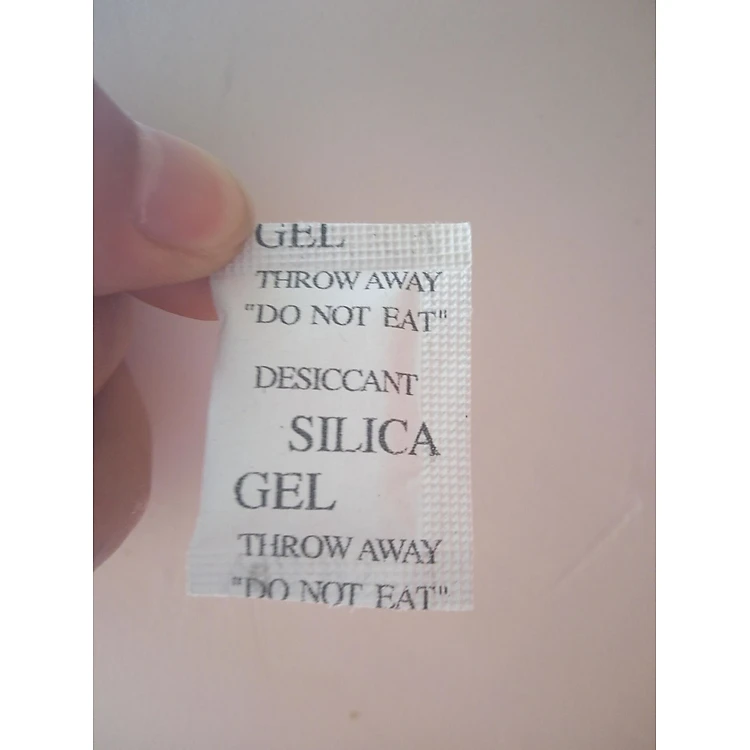 GEL
THROW AWAY
"DO NOT EAT"
DESICCANT
SILICA
GEL
THROW AWAY
"DO NOT EAT"